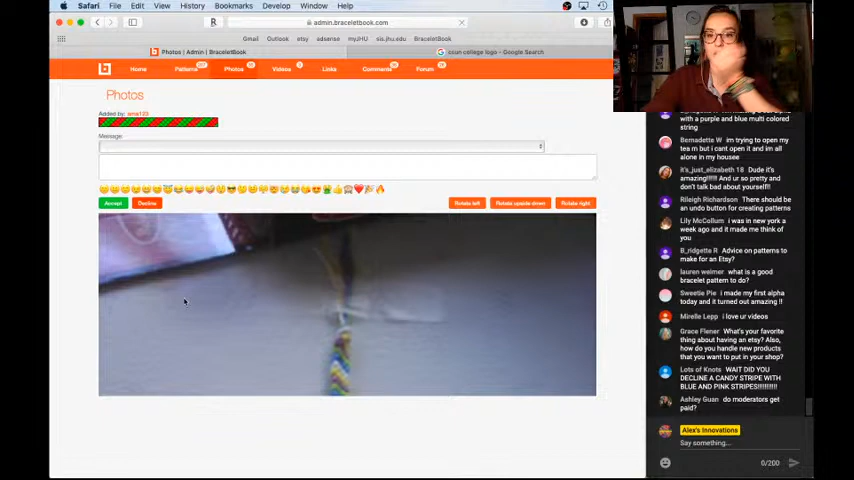 Safari File Edit View History Bookmarks Develop Window Help
R admin.braceletbook.com
Gmail Outlook etsy adsense myJHU sis.jhu.edu BraceletBook
Photos | Admin | BraceletBook
csun college logo - Google Search
Home Patterns Photos Videos Links Comments Forum
Photos
Added by: ama123
Message:
Accept Decline
Rotate left Rotate upside down Rotate right
with a purple and blue multi colored
string
Bernadette W im trying to open my
tea m but i cant open it and im all
alone in my housee
it's_just_elizabeth 18 Dude it's
amazing!!!!!! And ur so pretty and
don't talk bad about yourself!!
Rileigh Richardson There should be
an undo button for creating patterns
Lily McCollum i was in new york a
week ago and it made me think of
you
B_ridgette R Advice on patterns to
make for an Etsy?
lauren weimer what is a good
bracelet pattern to do?
Sweetie Pie i made my first alpha
today and it turned out amazing !!
Mirelle Lepp i love ur videos
Grace Flener What's your favorite
thing about having an etsy? Also,
how do you handle new products
that you want to put in your shop?
Lots of Knots WAIT DID YOU
DECLINE A CANDY STRIPE WITH
BLUE AND PINK STRIPES!!!!!!!!!!
Ashley Guan do moderators get
paid?
Alex's Innovations
Say something...
0/200